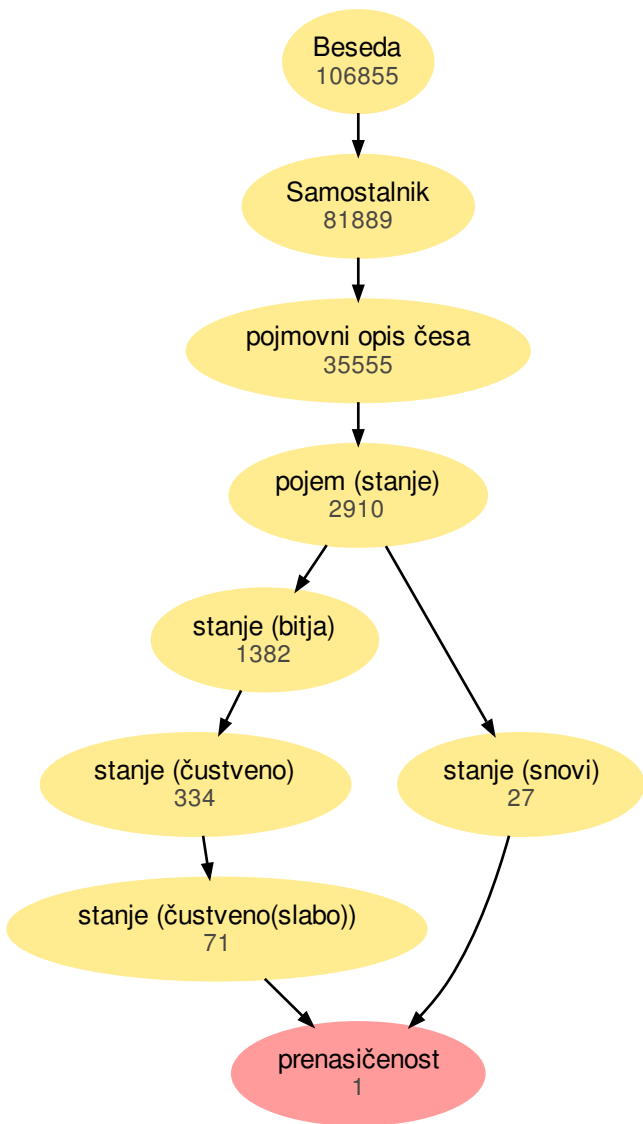 Beseda
106855
Samostalnik
81889
pojmovni opis česa
35555
pojem (stanje)
2910
stanje (bitja)
1382
stanje (čustveno)
334
stanje (snovi)
27
stanje (čustveno(slabo))
71
prenasičenost
1